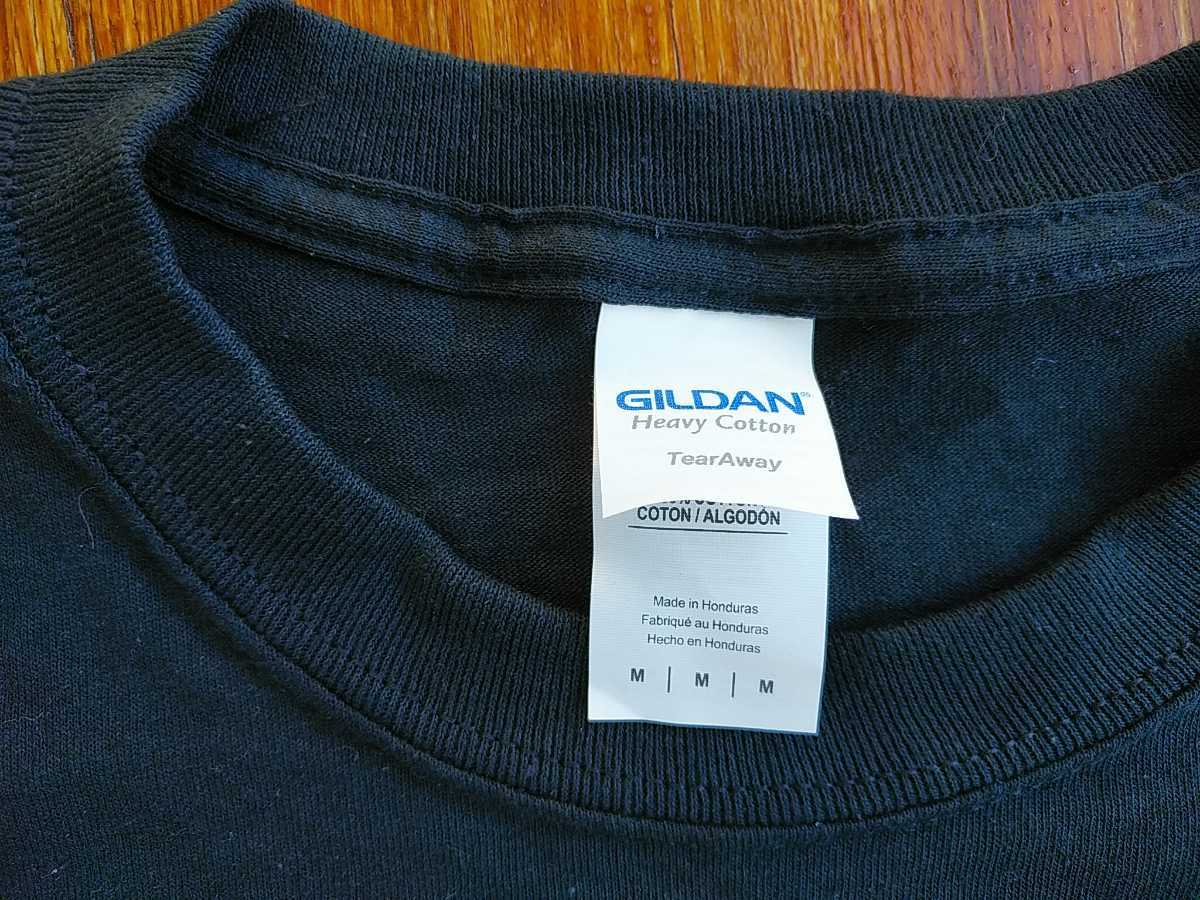 GILDAN
Heavy Cotton
TearAway
COTON / ALGODÓN
Made in Honduras
Fabriqué au Honduras
Hecho en Honduras
M | M | M